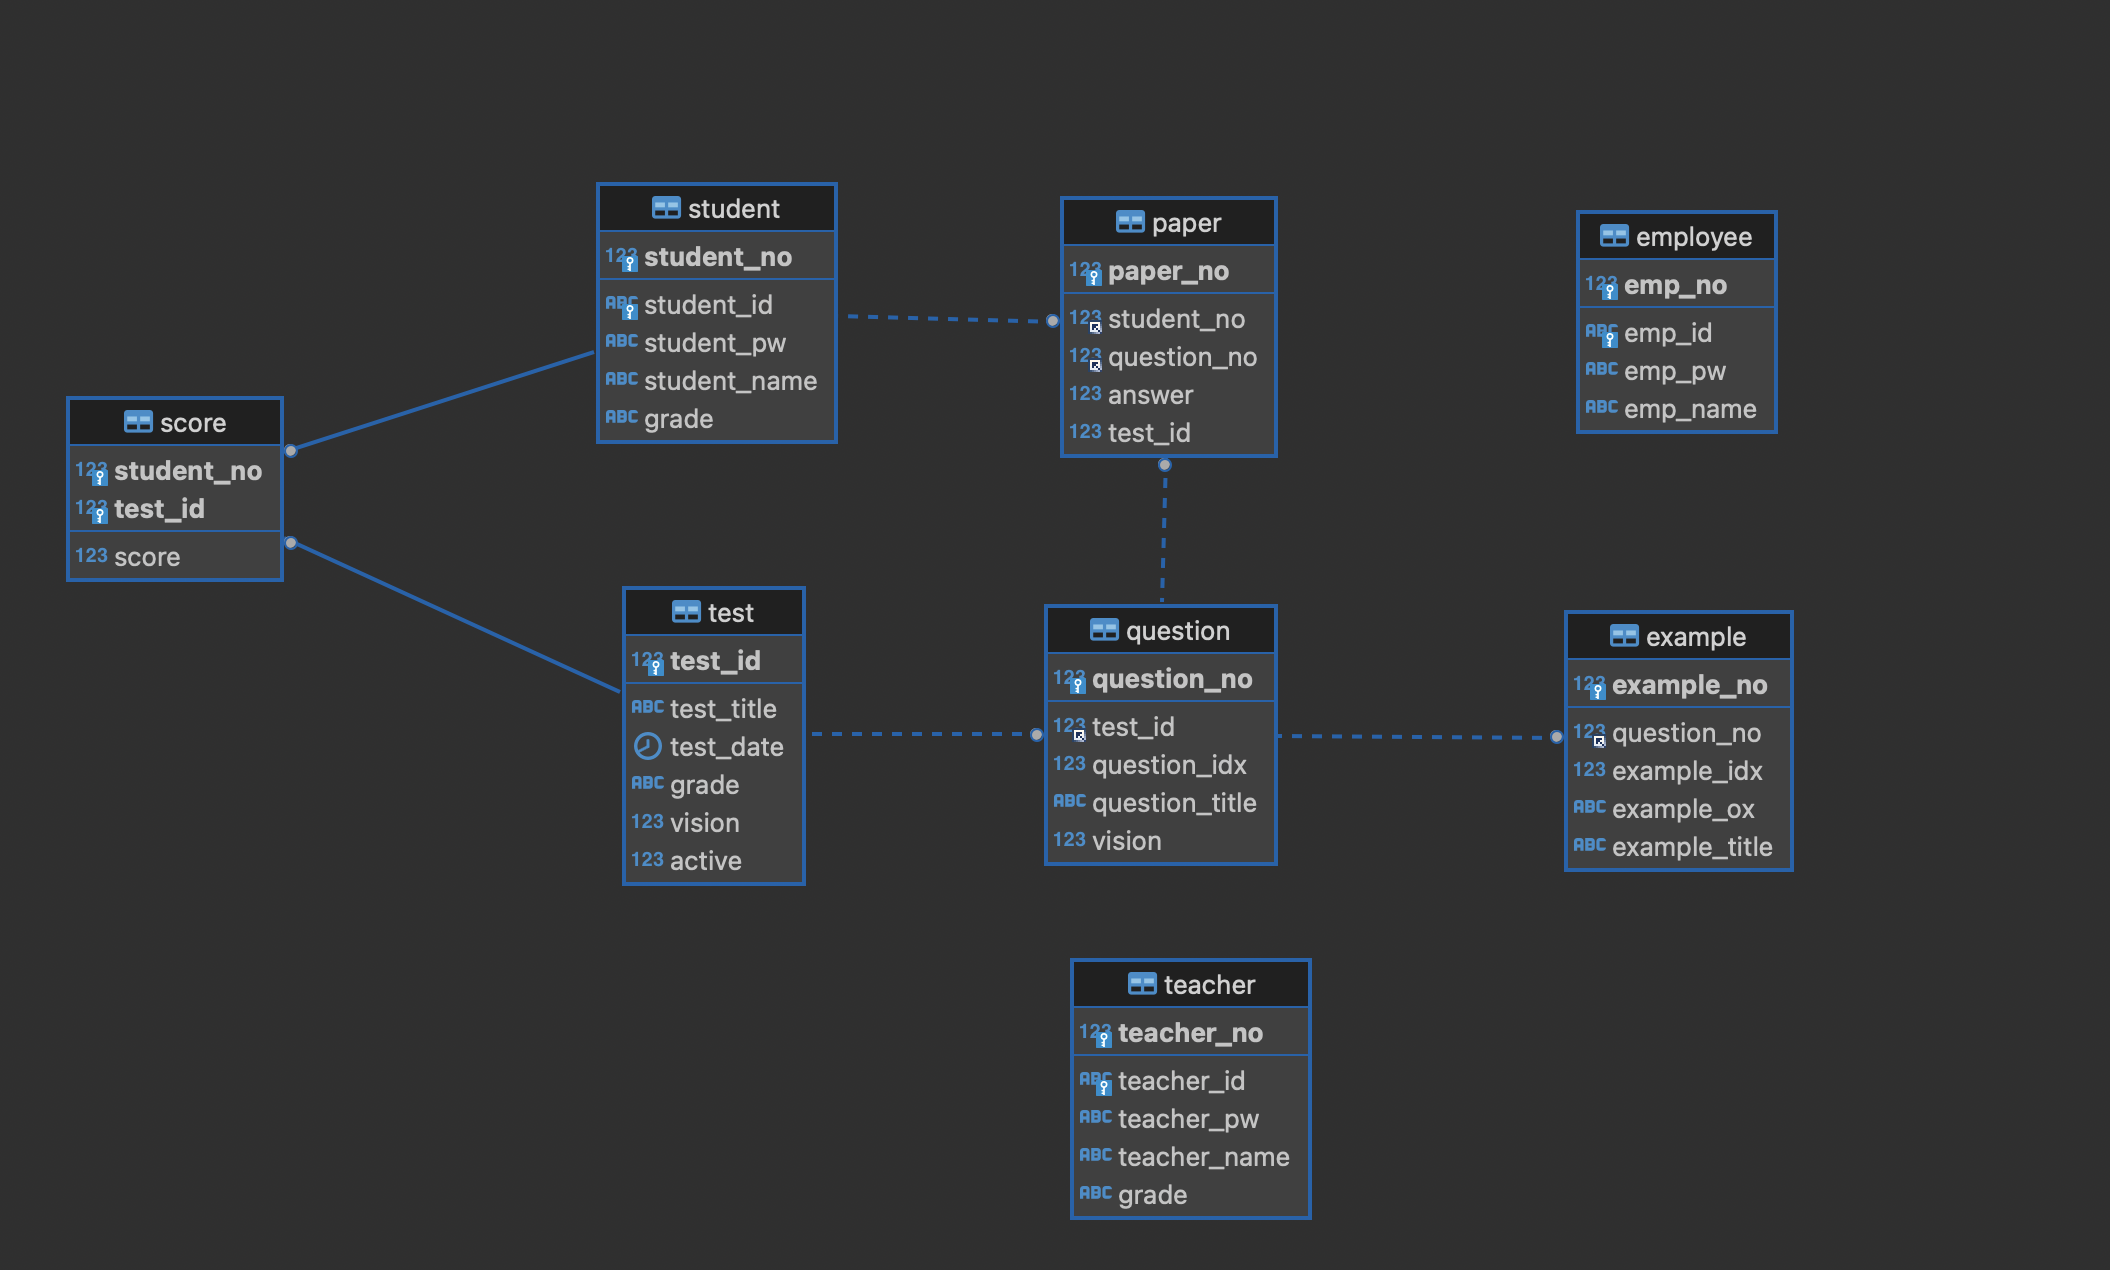 student
123 student_no
ABC student_id
ABC student_pw
ABC student_name
ABC grade
paper
123 paper_no
123 student_no
123 question_no
123 answer
123 test_id
employee
123 emp_no
ABC emp_id
ABC emp_pw
ABC emp_name
score
123 student_no
123 test_id
123 score
test
123 test_id
ABC test_title
test_date
ABC grade
123 vision
123 active
question
123 question_no
123 test_id
123 question_idx
ABC question_title
123 vision
example
123 example_no
123 question_no
123 example_idx
ABC example_ox
ABC example_title
teacher
123 teacher_no
ABC teacher_id
ABC teacher_pw
ABC teacher_name
ABC grade